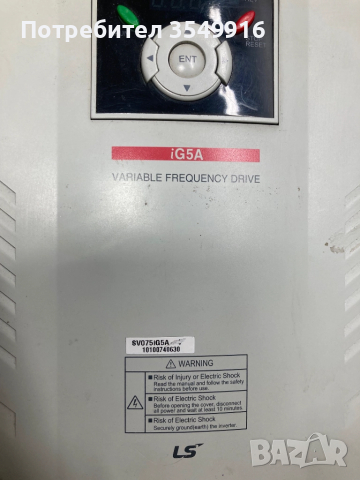 Потребител 3549916
RESET
ENT
iG5A
VARIABLE FREQUENCY DRIVE
SV075iG5A
10100740630
WARNING
Risk of Injury or Electric Shock
Read the manual and follow the safety
instructions before use.
Risk of Electric Shock
Before opening the cover, disconnect
all power and wait at least 10 minutes.
Risk of Electric Shock
Securely ground(earth) the inverter.
LS
BAZAR